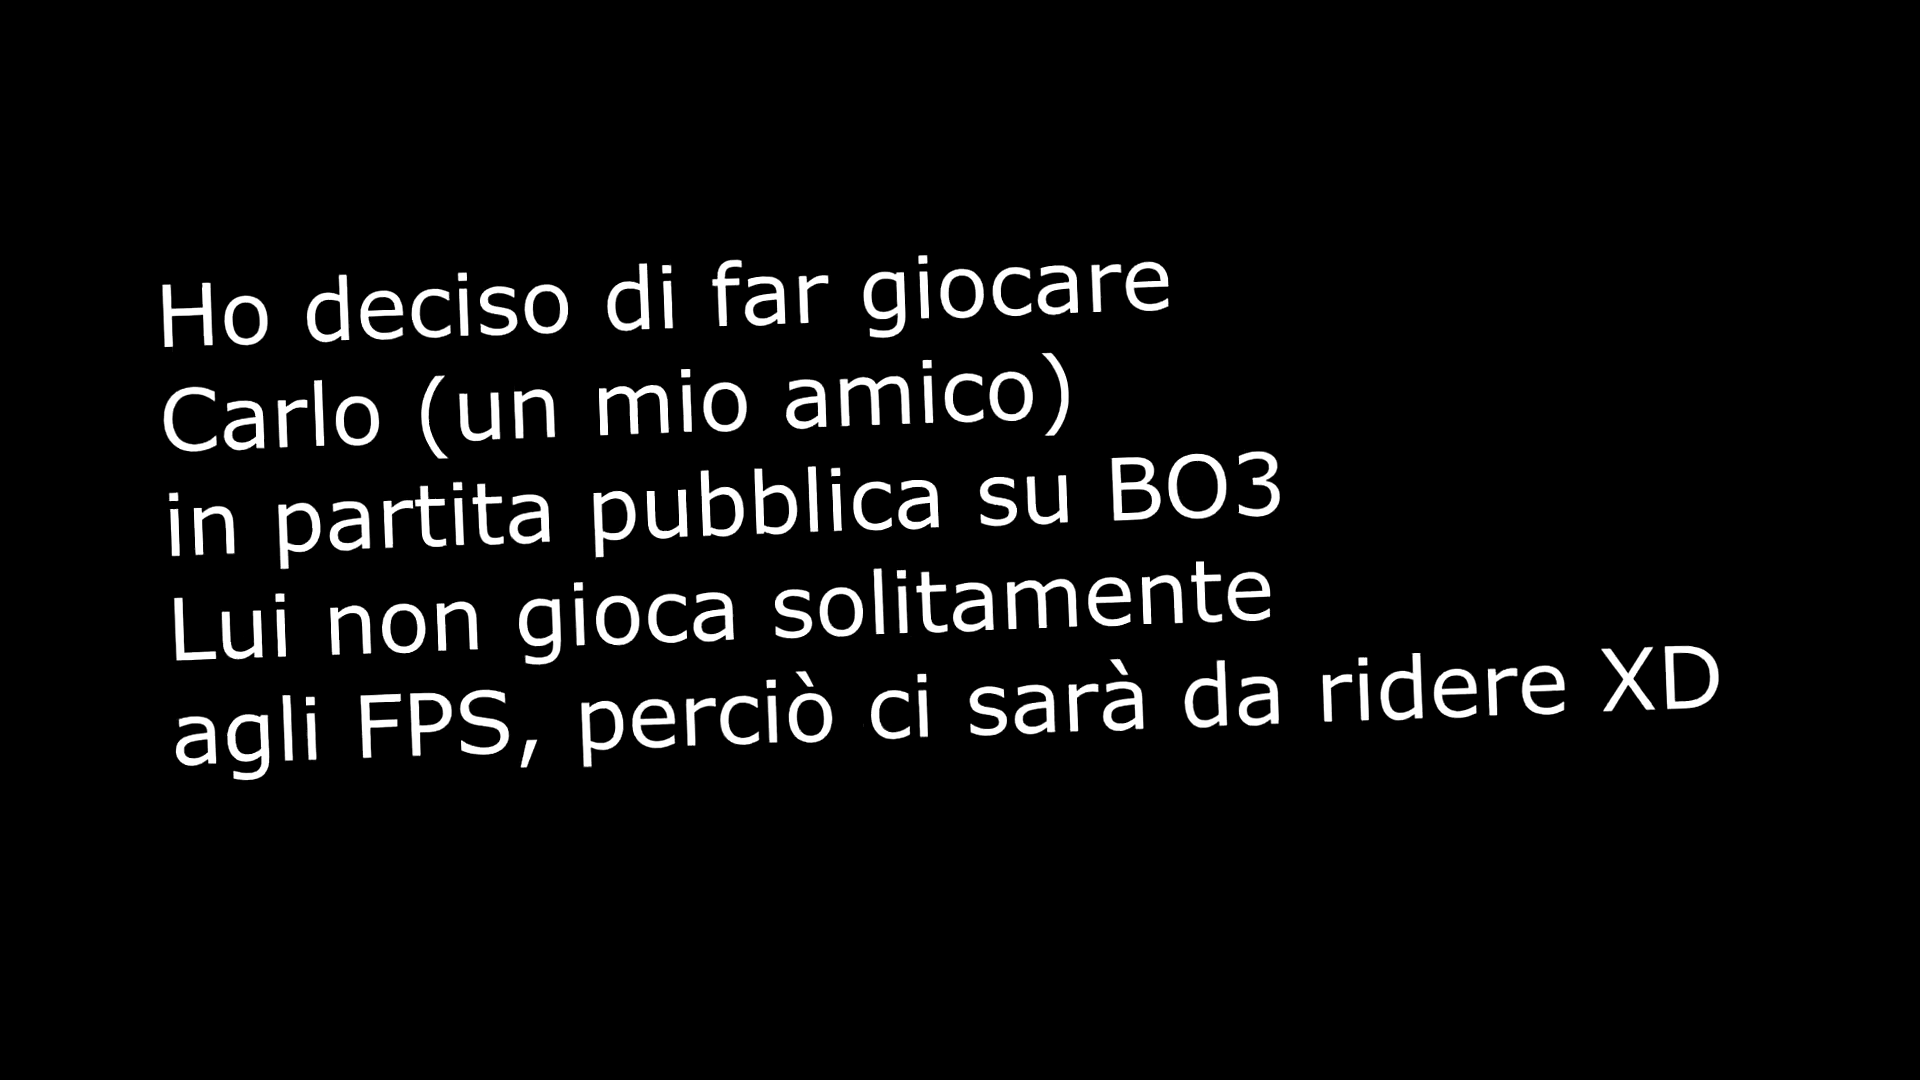 Ho deciso di far giocare
Carlo (un mio amico)
in partita pubblica su BO3
Lui non gioca solitamente
agli FPS, perciò ci sarà da ridere XD